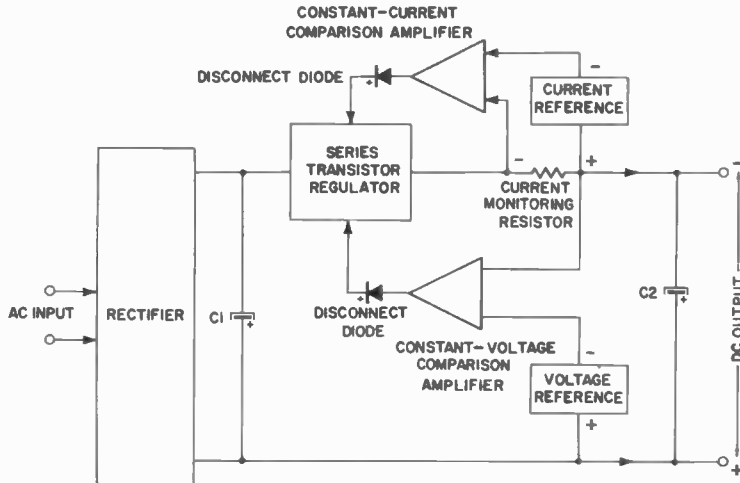 CONSTANT-CURRENT
COMPARISON AMPLIFIER
DISCONNECT DIODE
+
-
CURRENT
REFERENCE
+
SERIES
TRANSISTOR
REGULATOR
-
CURRENT
MONITORING
RESISTOR
-
AC INPUT
RECTIFIER
C1
+
+
DISCONNECT
DIODE
C2
+
DC OUTPUT
CONSTANT-VOLTAGE
COMPARISON
AMPLIFIER
-
VOLTAGE
REFERENCE
+
+